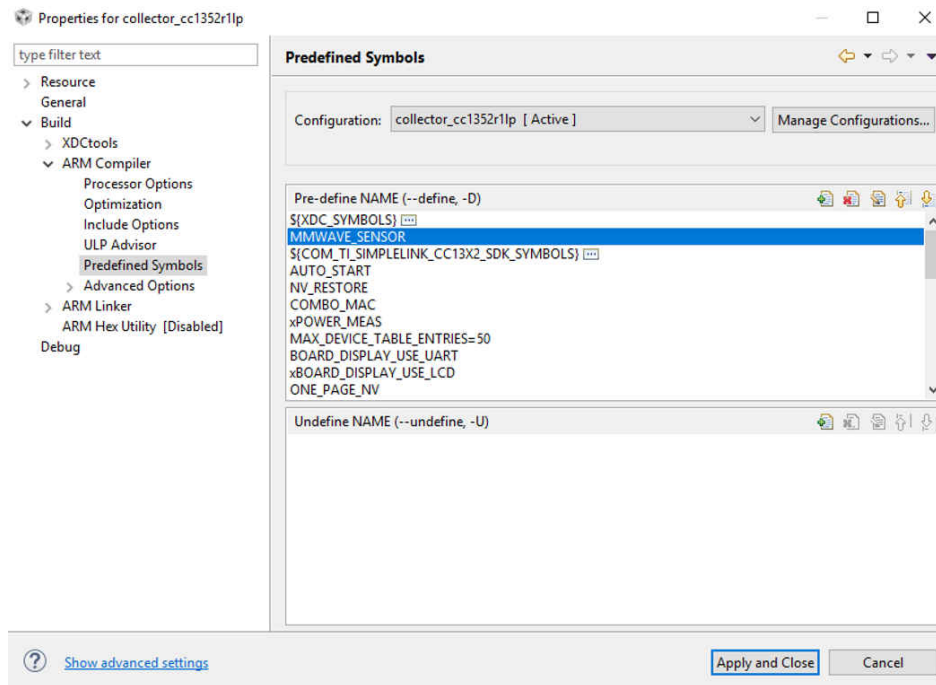 Properties for collector_cc1352r1lp
type filter text
Resource
General
Build
XDCtools
ARM Compiler
Processor Options
Optimization
Include Options
ULP Advisor
Predefined Symbols
Advanced Options
ARM Linker
ARM Hex Utility [Disabled]
Debug
Predefined Symbols
Configuration: collector_cc1352r1lp [ Active ] Manage Configurations...
Pre-define NAME (--define, -D)
${XDC_SYMBOLS}
MMWAVE_SENSOR
${COM_TI_SIMPLELINK_CC13X2_SDK_SYMBOLS}
AUTO_START
NV_RESTORE
COMBO_MAC
xPOWER_MEAS
MAX_DEVICE_TABLE_ENTRIES=50
BOARD_DISPLAY_USE_UART
xBOARD_DISPLAY_USE_LCD
ONE_PAGE_NV
Undefine NAME (--undefine, -U)
Show advanced settings
Apply and Close
Cancel